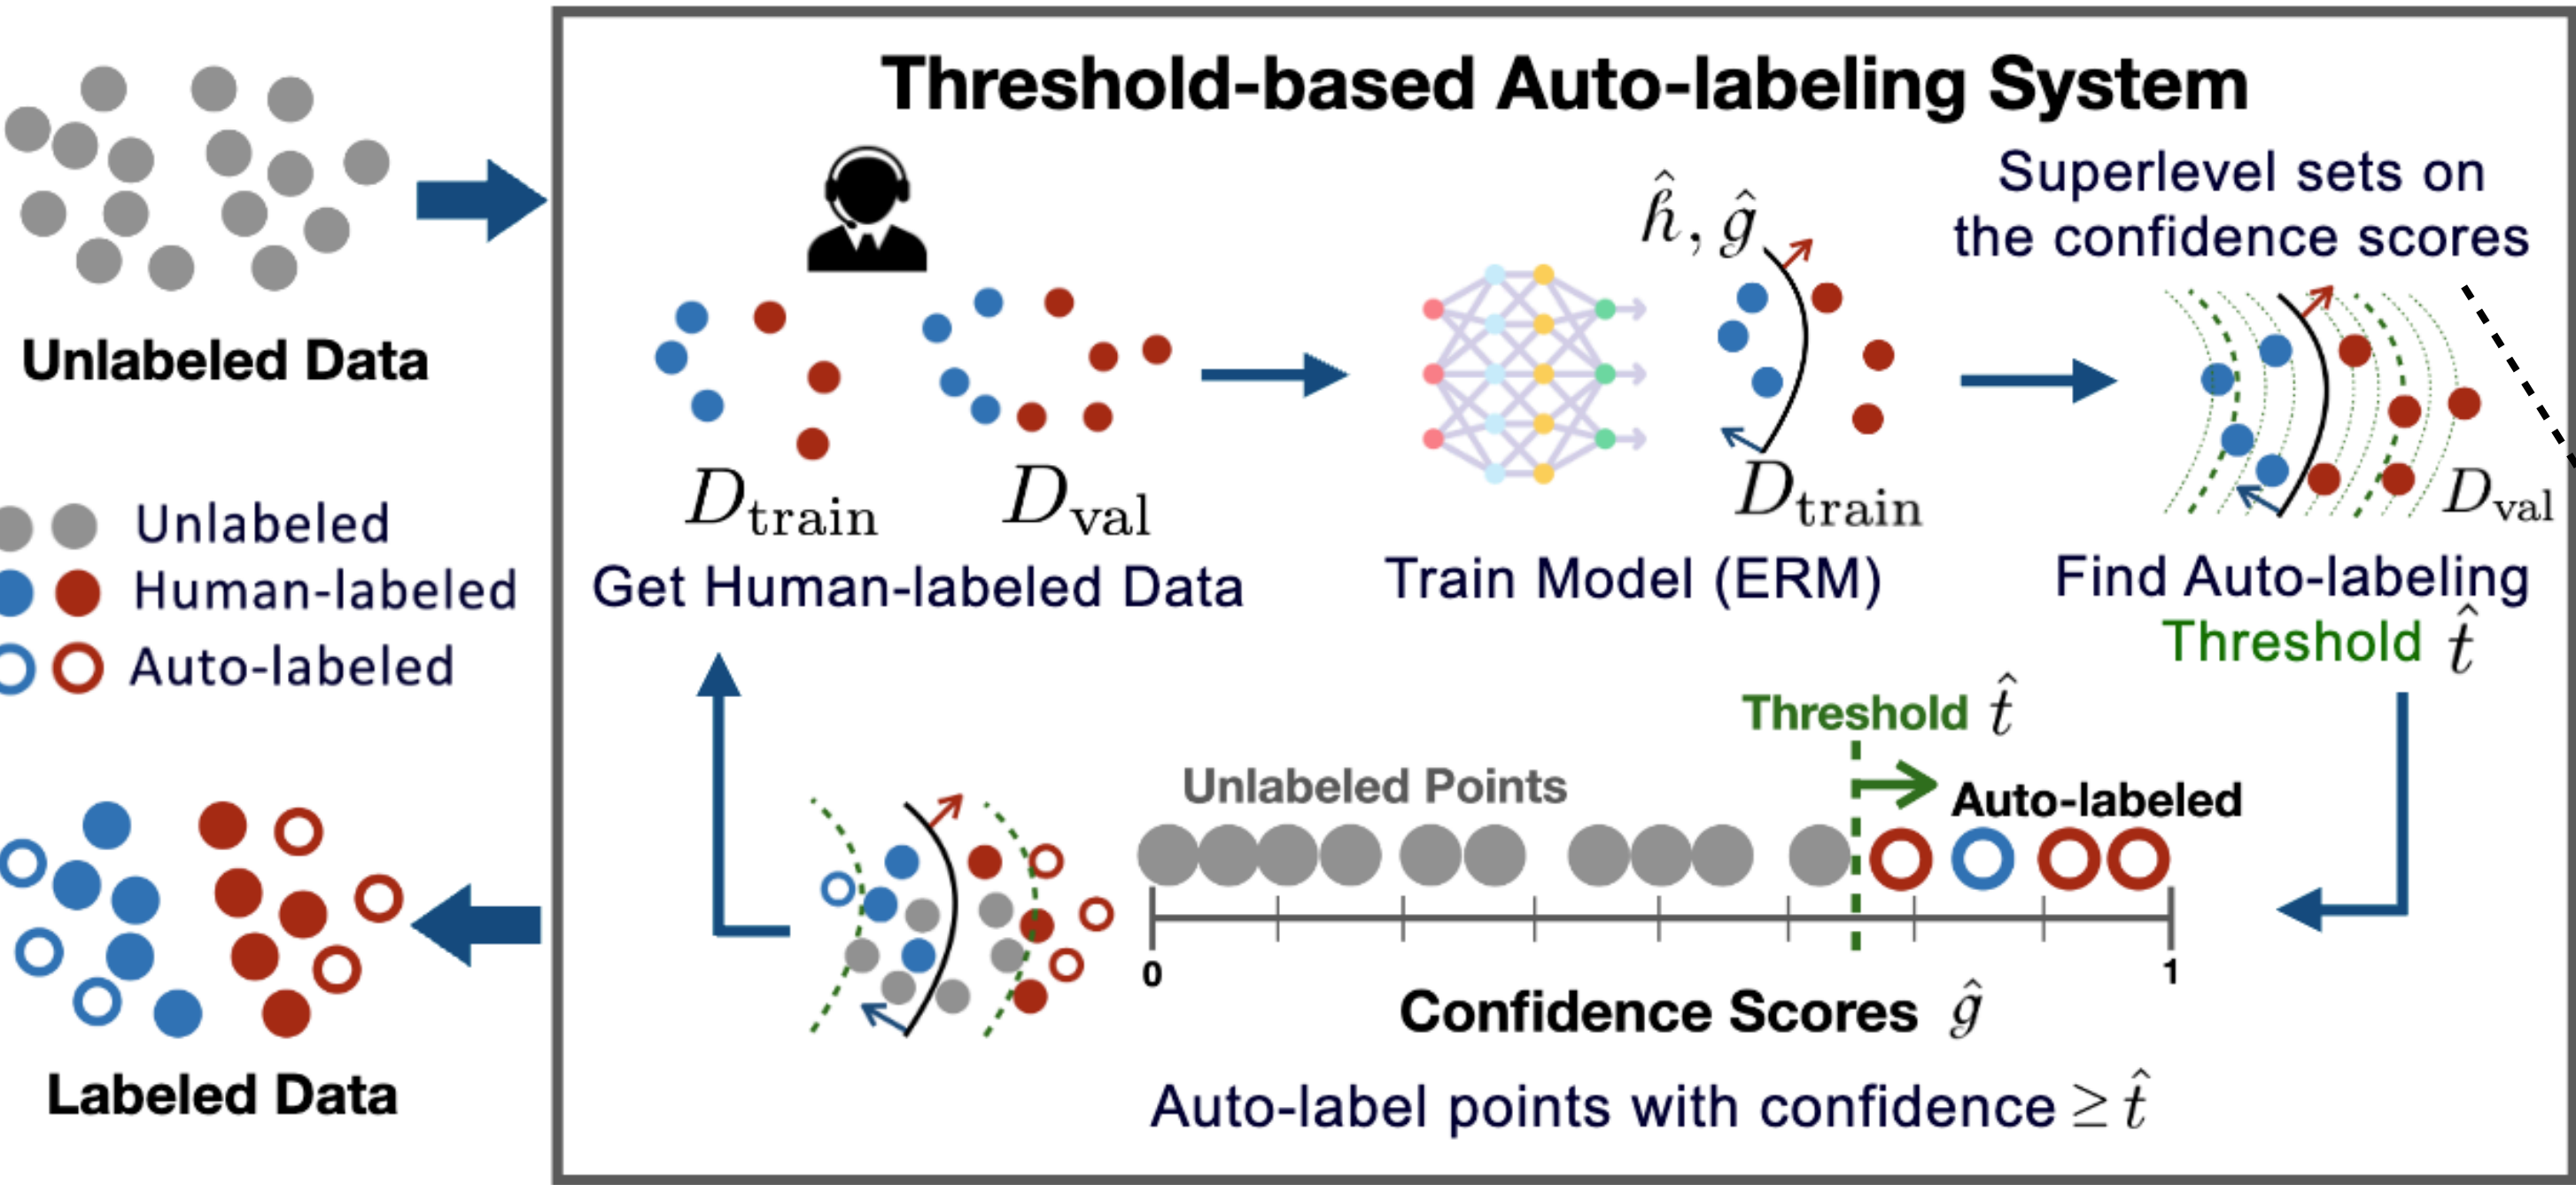 Threshold-based Auto-labeling System
Unlabeled Data
Unlabeled
Human-labeled
Auto-labeled
Labeled Data
D_train
D_val
Get Human-labeled Data
ĥ, ĝ
D_train
Train Model (ERM)
Superlevel sets on
the confidence scores
D_val
Find Auto-labeling
Threshold t̂
Threshold t̂
Unlabeled Points
Auto-labeled
0
1
Confidence Scores ĝ
Auto-label points with confidence ≥ t̂